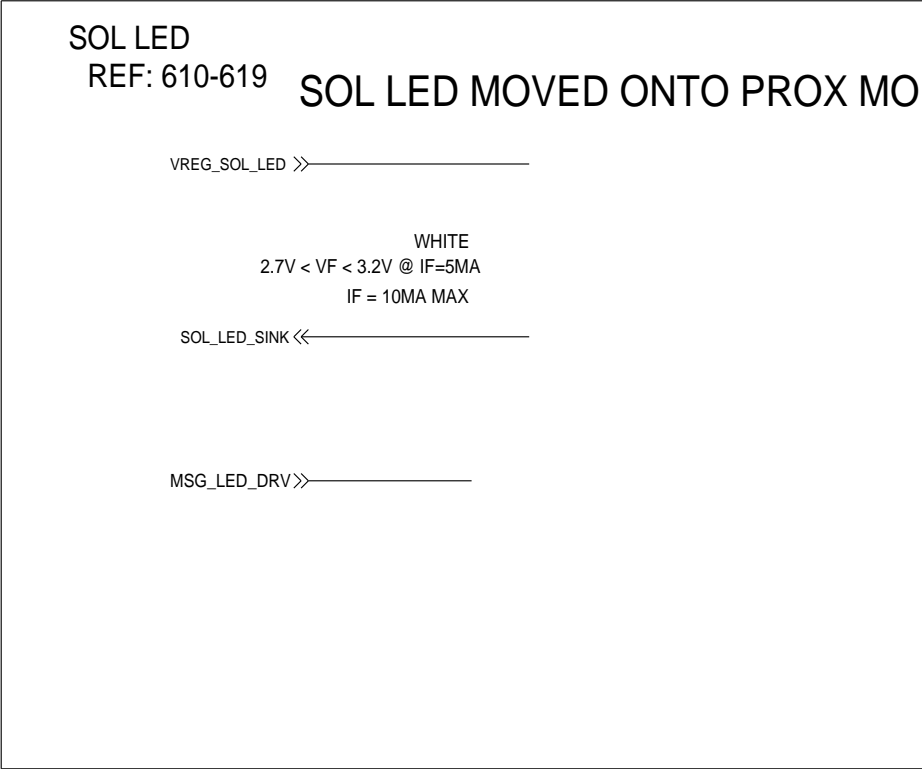 SOL LED
REF: 610-619
SOL LED MOVED ONTO PROX MO
VREG_SOL_LED
WHITE
2.7V < VF < 3.2V @ IF=5MA
IF = 10MA MAX
SOL_LED_SINK
MSG_LED_DRV